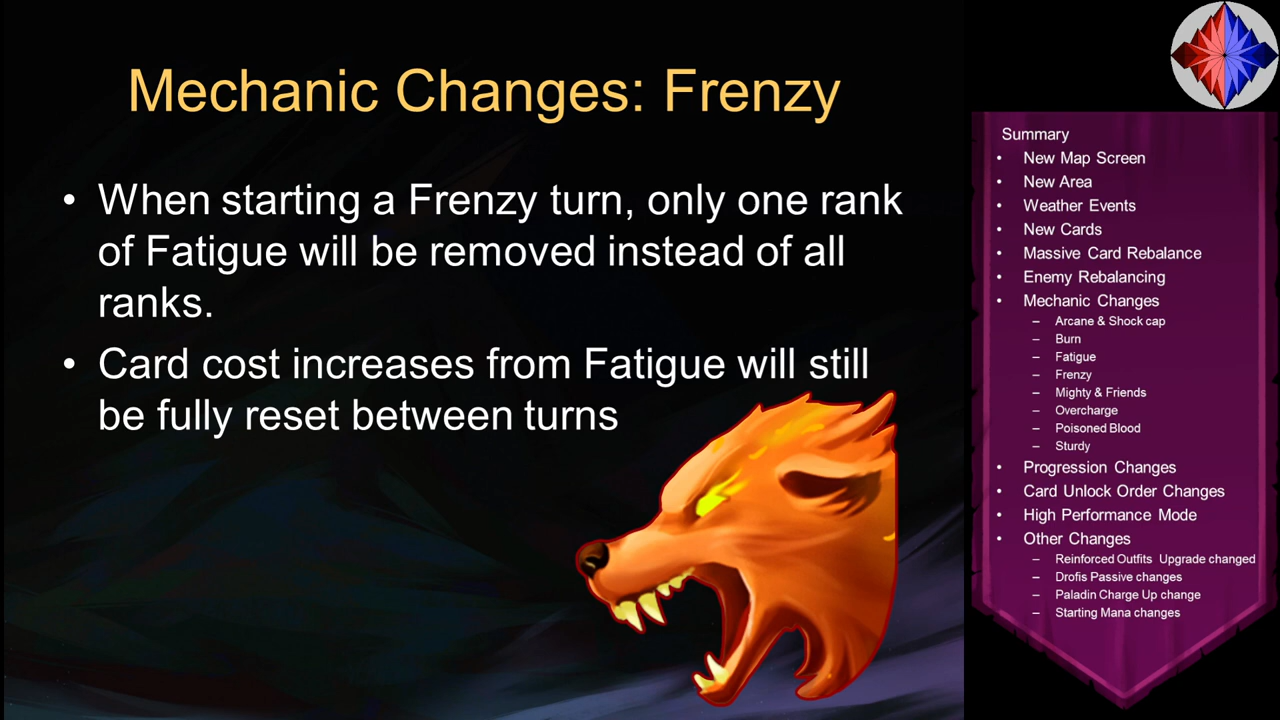 Mechanic Changes: Frenzy
• When starting a Frenzy turn, only one rank
of Fatigue will be removed instead of all
ranks.
• Card cost increases from Fatigue will still
be fully reset between turns
Summary
• New Map Screen
• New Area
• Weather Events
• New Cards
• Massive Card Rebalance
• Enemy Rebalancing
• Mechanic Changes
– Arcane & Shock cap
– Burn
– Fatigue
– Frenzy
– Mighty & Friends
– Overcharge
– Poisoned Blood
– Sturdy
• Progression Changes
• Card Unlock Order Changes
• High Performance Mode
• Other Changes
– Reinforced Outfits Upgrade changed
– Drofis Passive changes
– Paladin Charge Up change
– Starting Mana changes